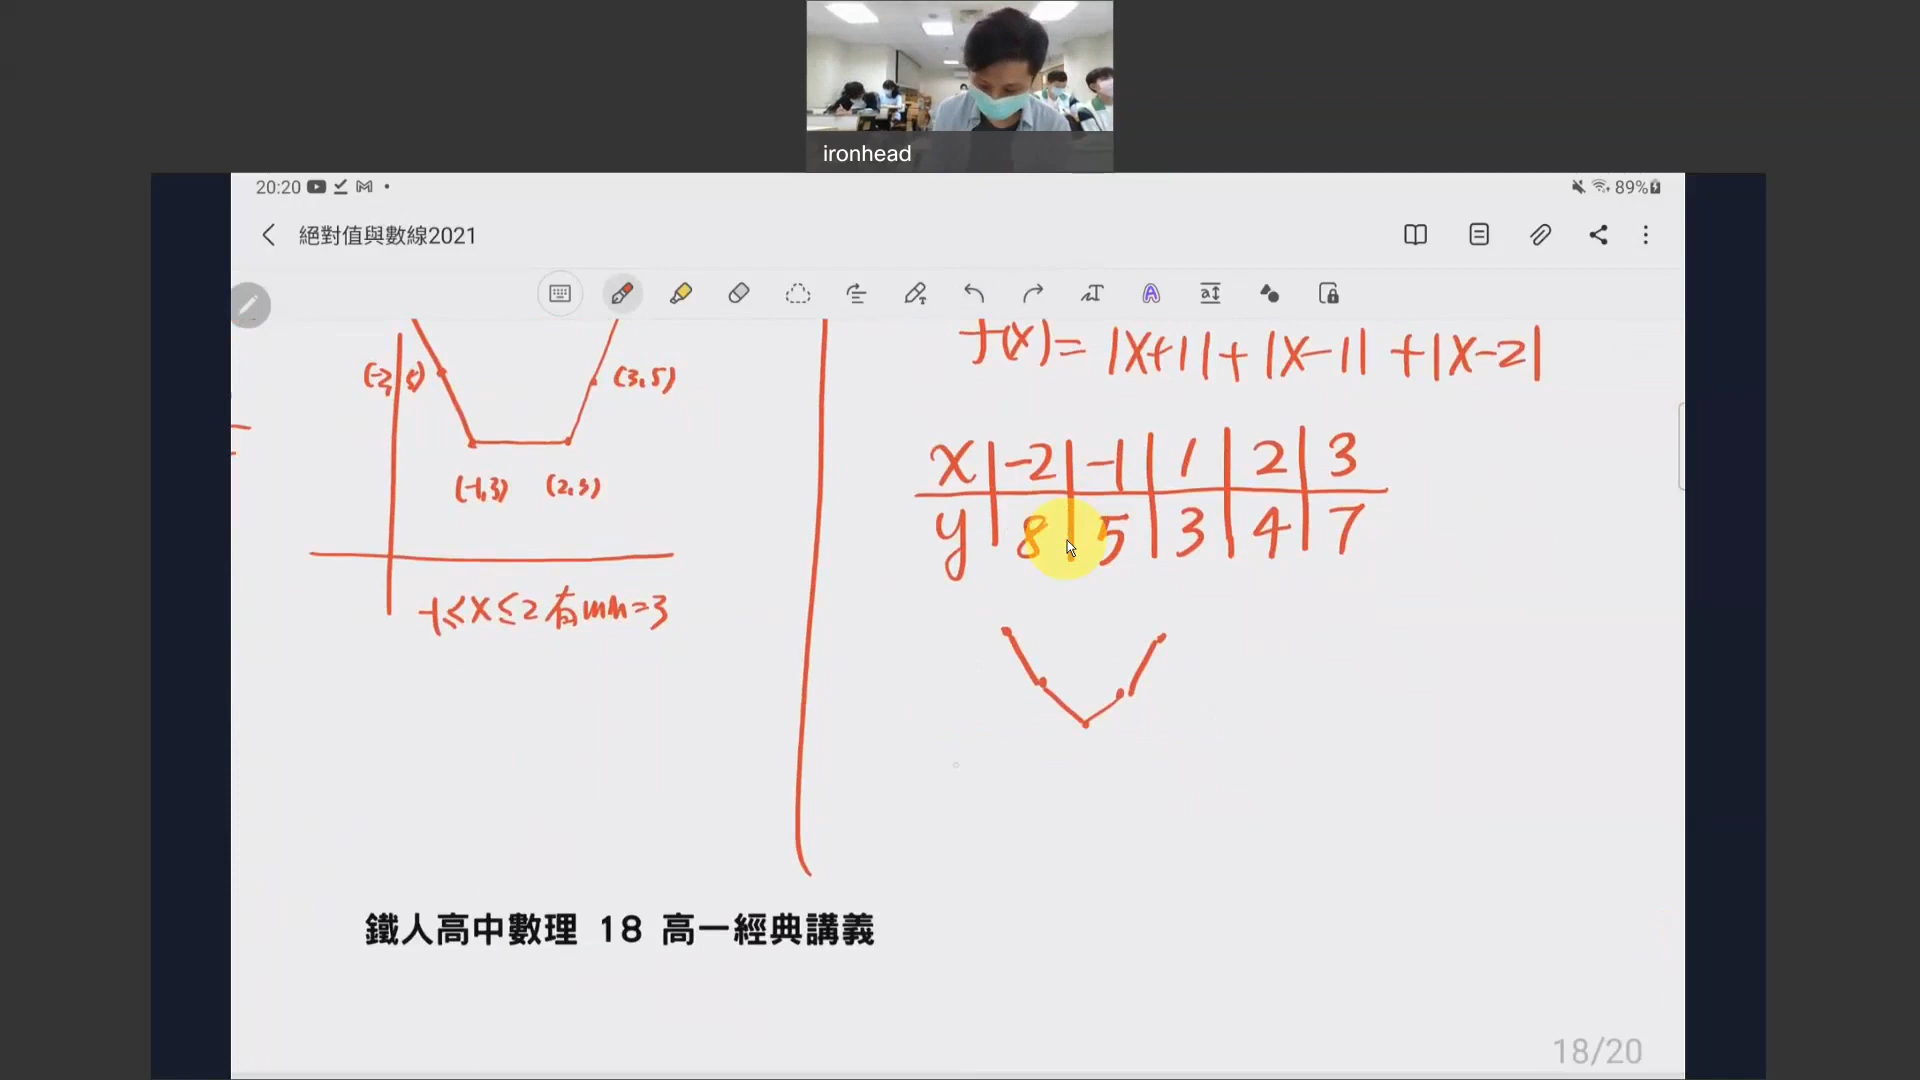 ironhead
20:20
89%
絕對值與數線2021
f(x)= |x+1|+|x-1|+|x-2|
(-2,5)
(3,5)
x -2 -1 1 2 3
y 8 5 3 4 7
(-1,3) (2,3)
-1≤x≤2有min=3
鐵人高中數理 18 高一經典講義
18/20